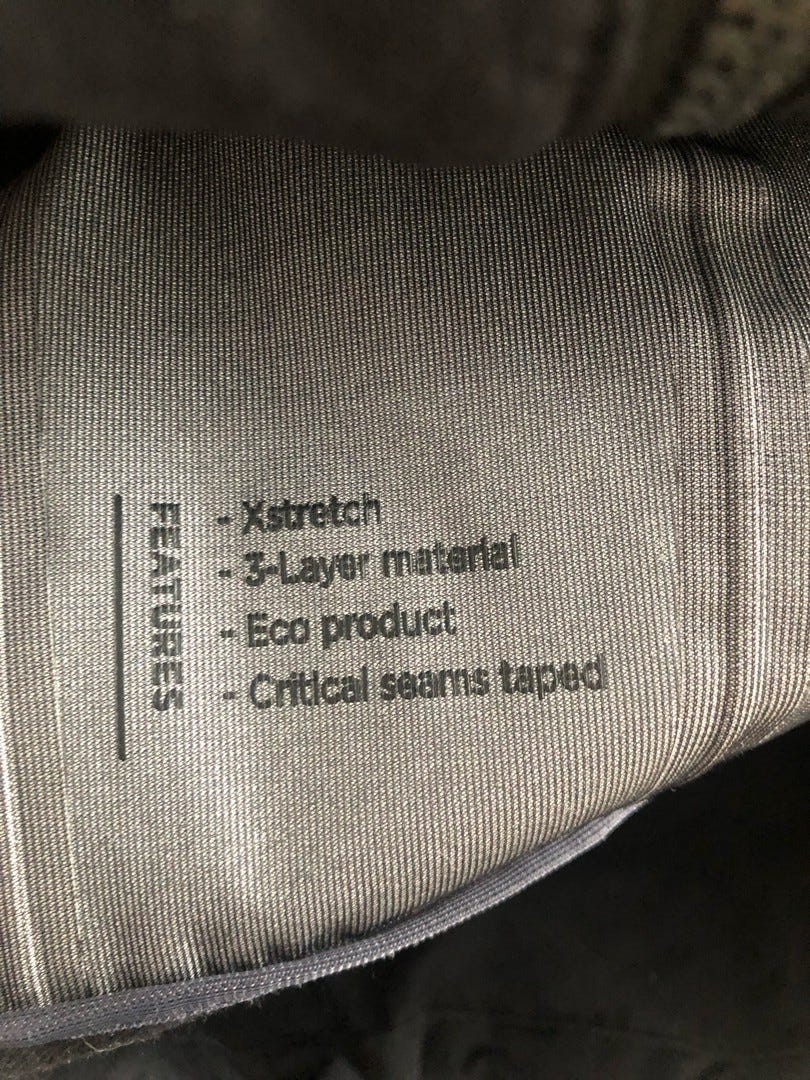 FEATURES
- Xstretch
- 3-Layer material
- Eco product
- Critical seams taped